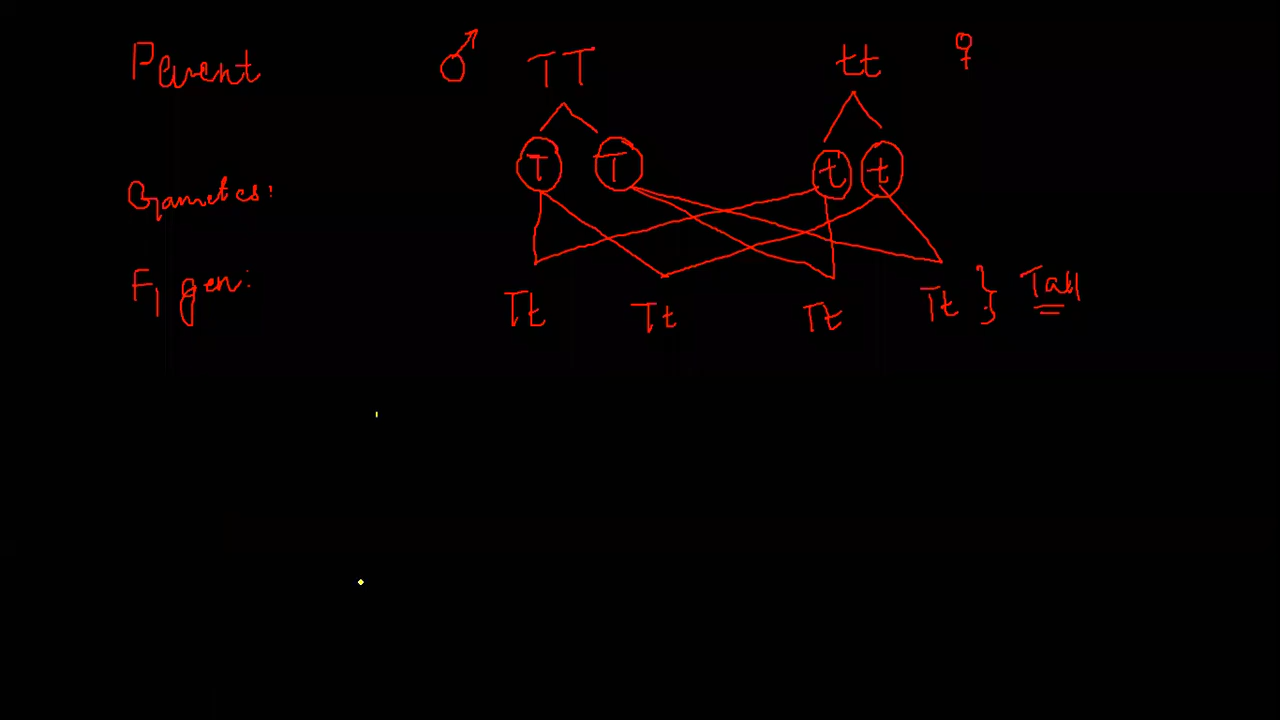 Parent ♂ TT tt ♀
Gametes: T T t t
F1 gen: Tt Tt Tt Tt } Tall